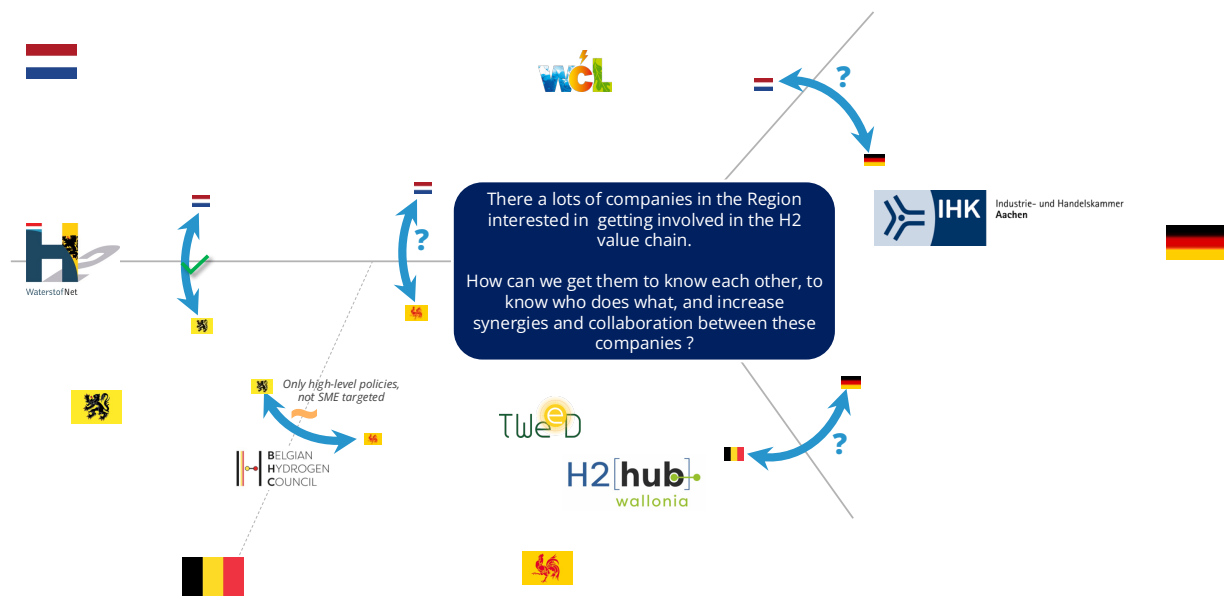 WCL
?
IHK
Industrie- und Handelskammer
Aachen
There a lots of companies in the Region
interested in getting involved in the H2
value chain.
How can we get them to know each other, to
know who does what, and increase
synergies and collaboration between these
companies ?
?
WaterstofNet
Only high-level policies,
not SME targeted
TWeeD
?
BELGIAN
HYDROGEN
COUNCIL
H2[hub]
wallonia